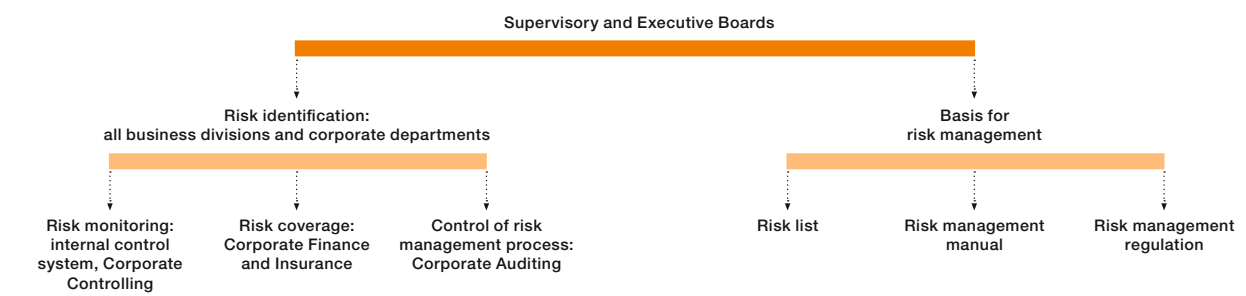 Supervisory and Executive Boards
Risk identification:
all business divisions and corporate departments
Basis for
risk management
Risk monitoring:
internal control
system, Corporate
Controlling
Risk coverage:
Corporate Finance
and Insurance
Control of risk
management process:
Corporate Auditing
Risk list
Risk management
manual
Risk management
regulation